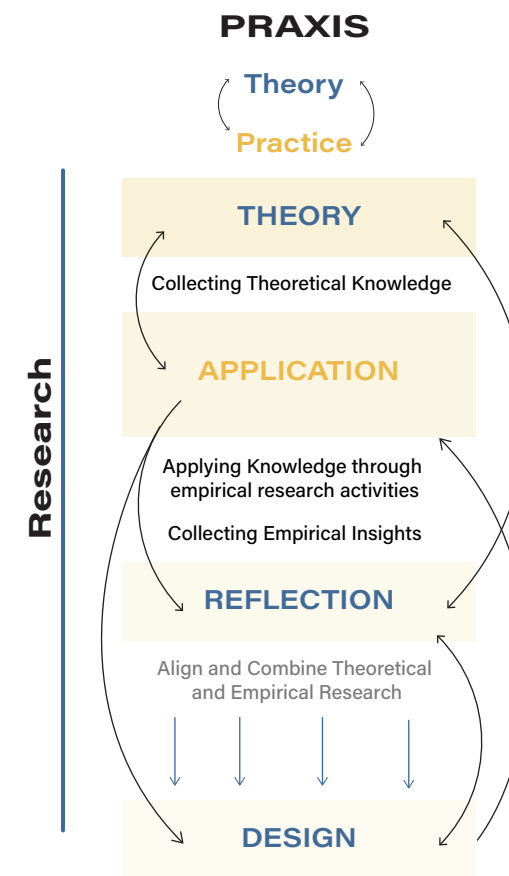 PRAXIS
Theory
Practice
Research
THEORY
Collecting Theoretical Knowledge
APPLICATION
Applying Knowledge through
empirical research activities
Collecting Empirical Insights
REFLECTION
Align and Combine Theoretical
and Empirical Research
DESIGN